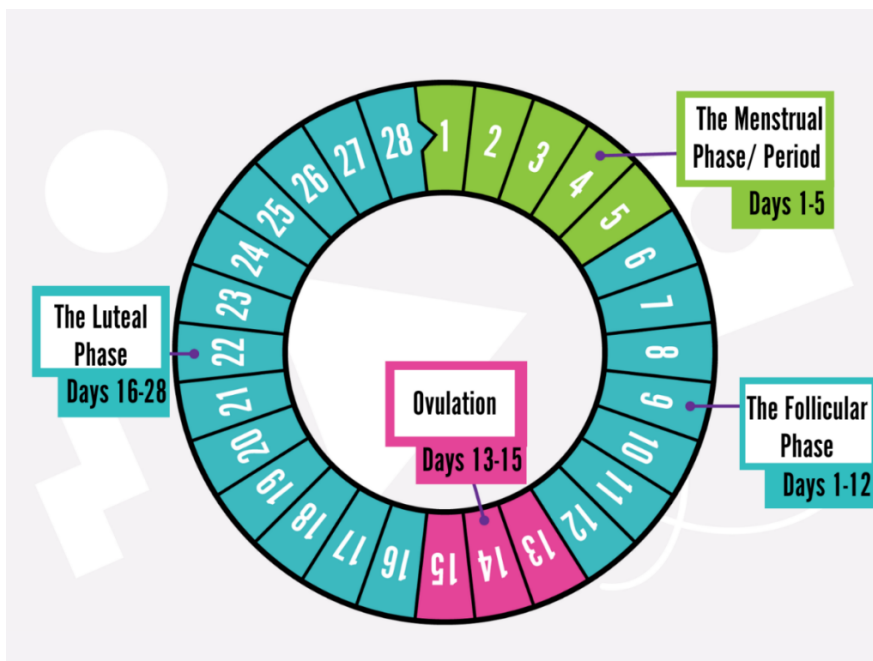 1
2
3
4
5
6
7
8
9
10
11
12
13
14
15
16
17
18
19
20
21
22
23
24
25
26
27
28
The Menstrual
Phase/ Period
Days 1-5
The Follicular
Phase
Days 1-12
Ovulation
Days 13-15
The Luteal
Phase
Days 16-28